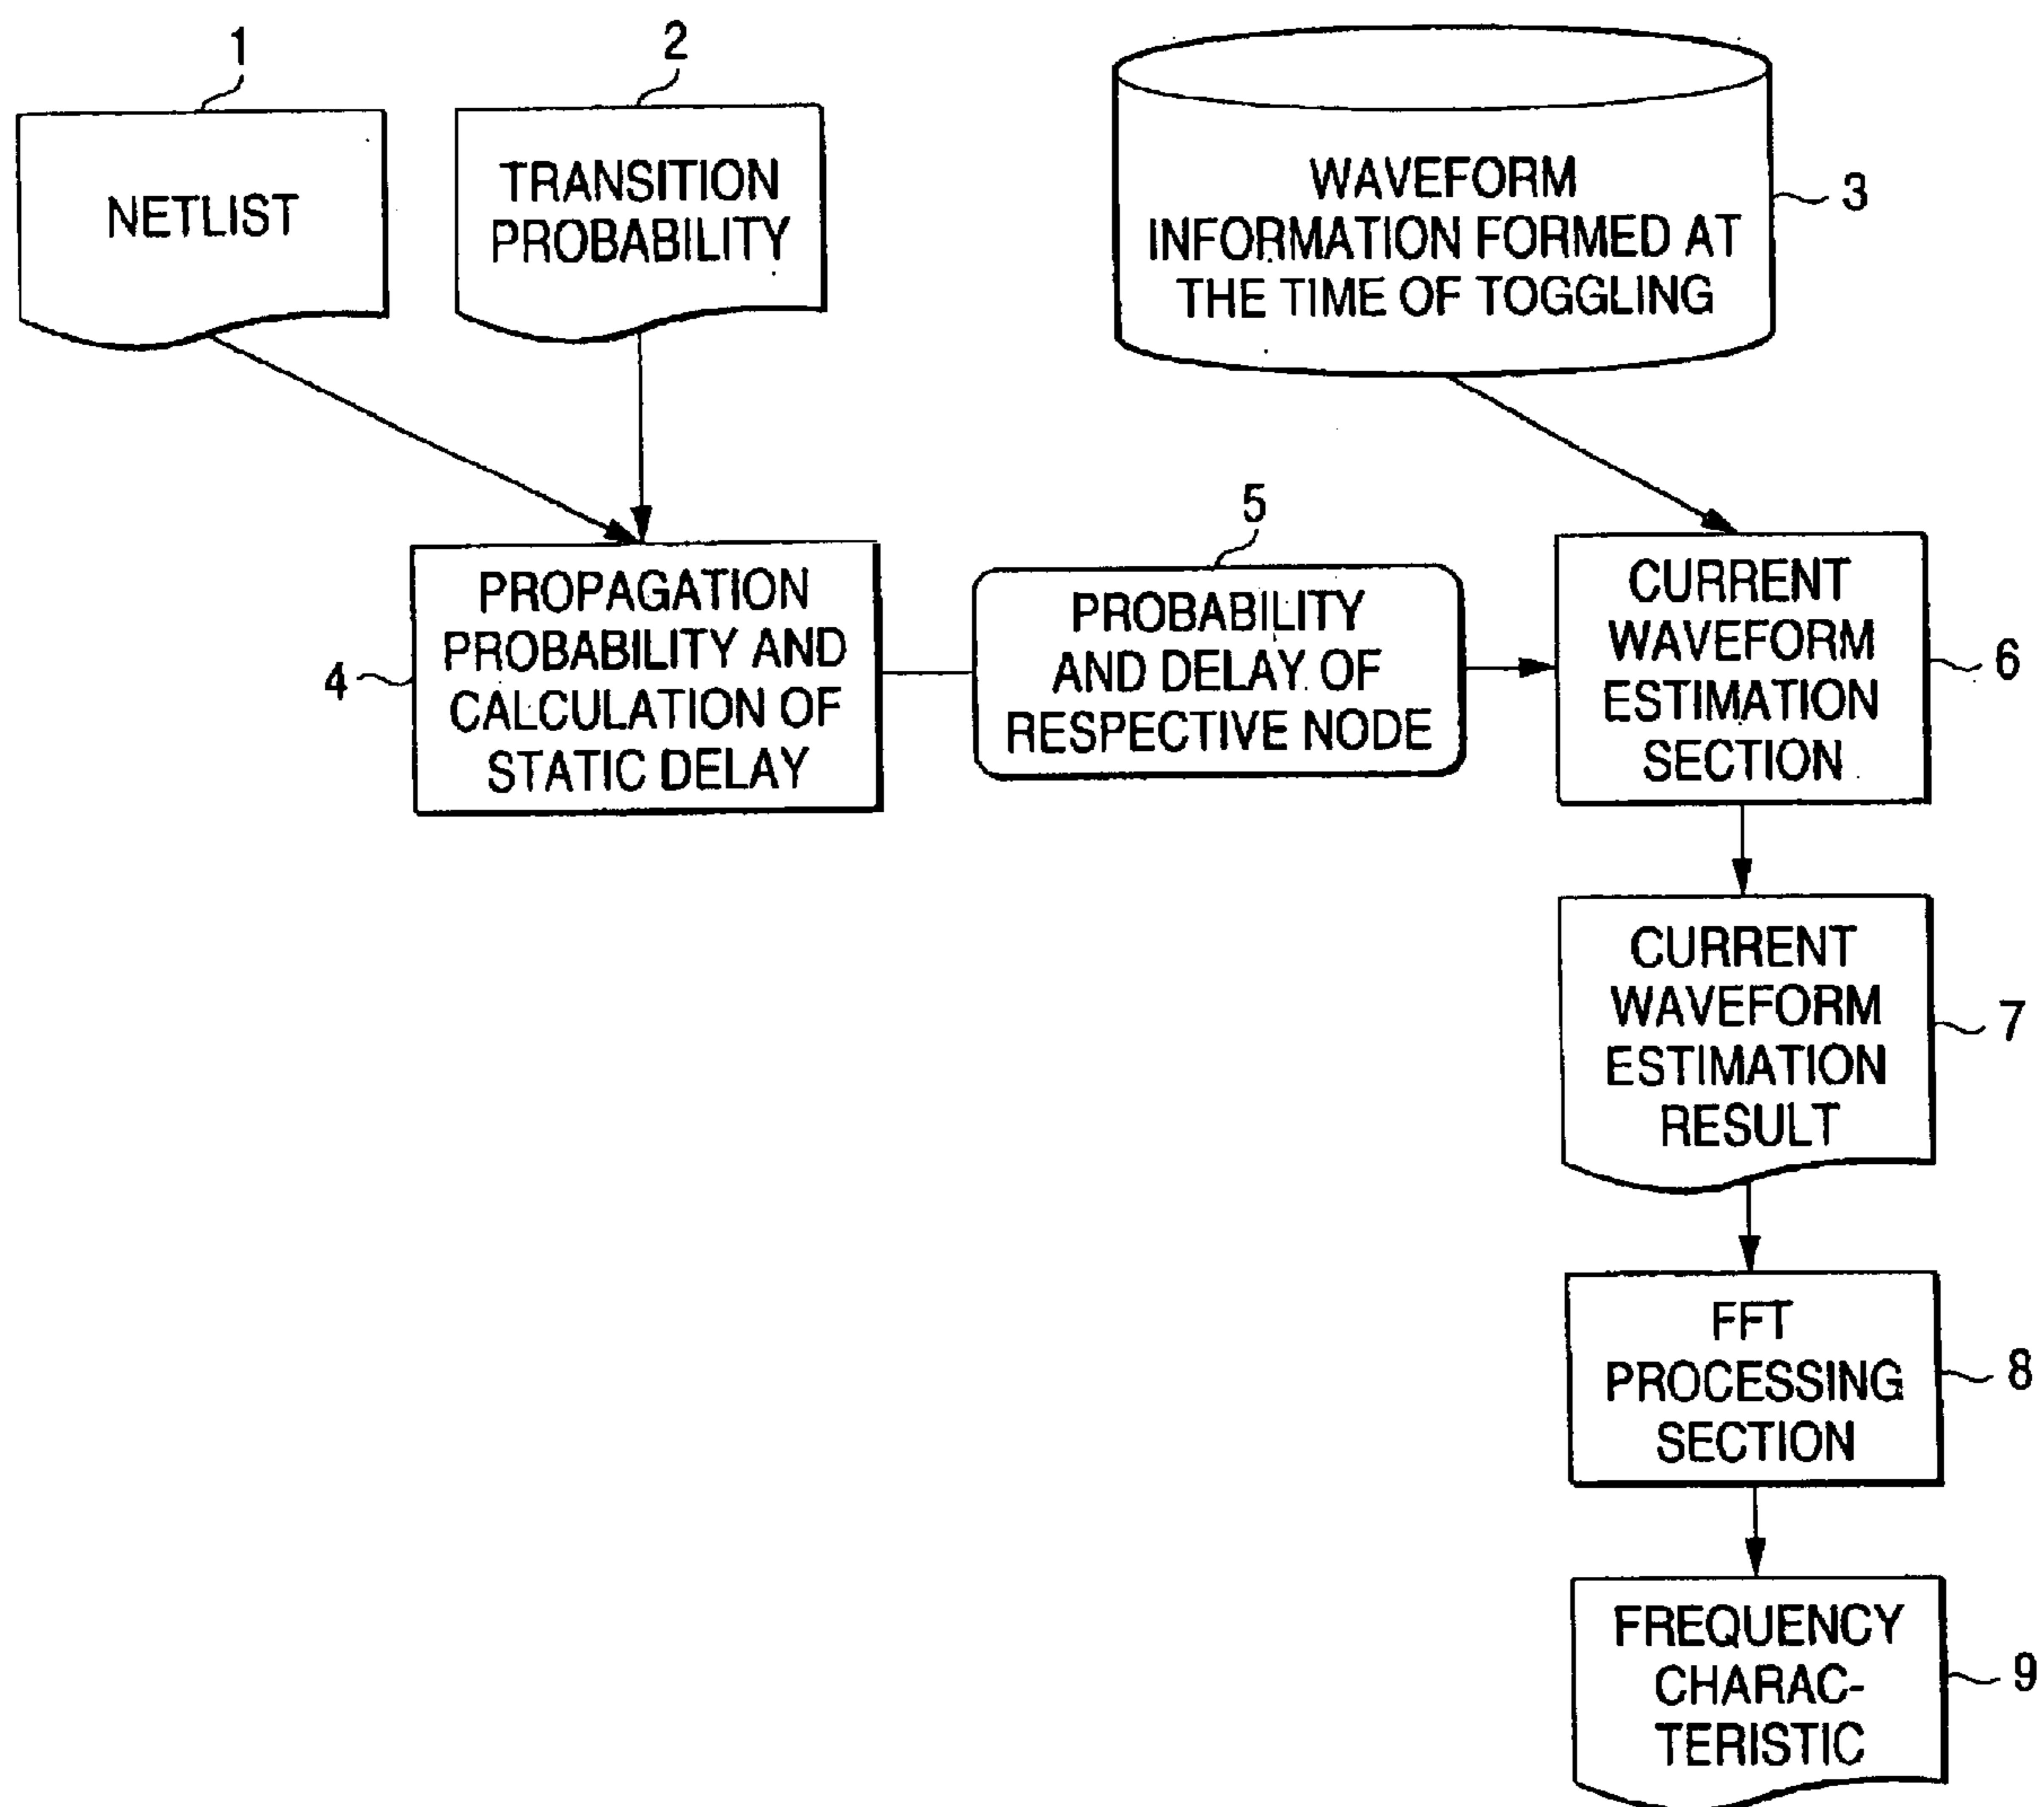 1
NETLIST
2
TRANSITION
PROBABILITY
3
WAVEFORM
INFORMATION FORMED AT
THE TIME OF TOGGLING
4
PROPAGATION
PROBABILITY AND
CALCULATION OF
STATIC DELAY
5
PROBABILITY
AND DELAY OF
RESPECTIVE NODE
6
CURRENT
WAVEFORM
ESTIMATION
SECTION
7
CURRENT
WAVEFORM
ESTIMATION
RESULT
8
FFT
PROCESSING
SECTION
9
FREQUENCY
CHARAC-
TERISTIC